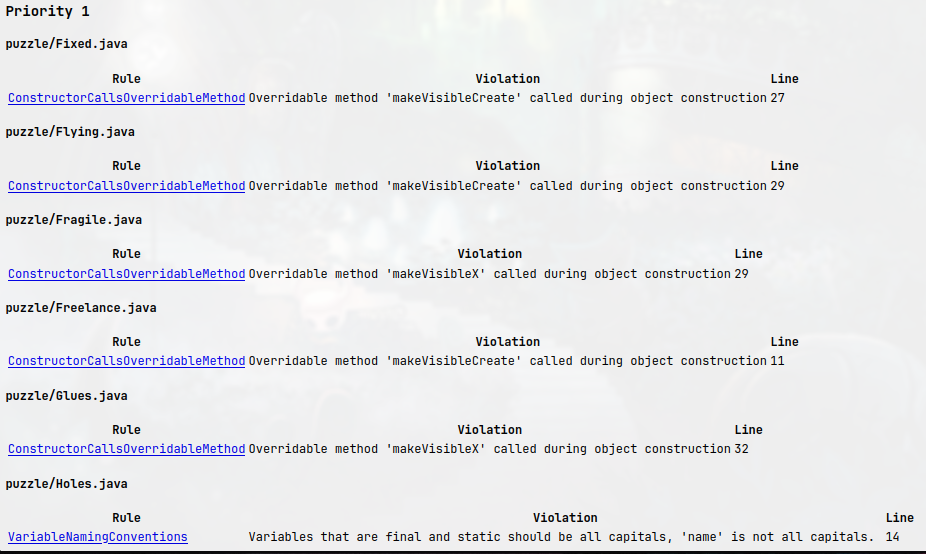 Priority 1
puzzle/Fixed.java
Rule Violation Line
ConstructorCallsOverridableMethod Overridable method 'makeVisibleCreate' called during object construction 27
puzzle/Flying.java
Rule Violation Line
ConstructorCallsOverridableMethod Overridable method 'makeVisibleCreate' called during object construction 29
puzzle/Fragile.java
Rule Violation Line
ConstructorCallsOverridableMethod Overridable method 'makeVisibleX' called during object construction 29
puzzle/Freelance.java
Rule Violation Line
ConstructorCallsOverridableMethod Overridable method 'makeVisibleCreate' called during object construction 11
puzzle/Glues.java
Rule Violation Line
ConstructorCallsOverridableMethod Overridable method 'makeVisibleX' called during object construction 32
puzzle/Holes.java
Rule Violation Line
VariableNamingConventions Variables that are final and static should be all capitals, 'name' is not all capitals. 14